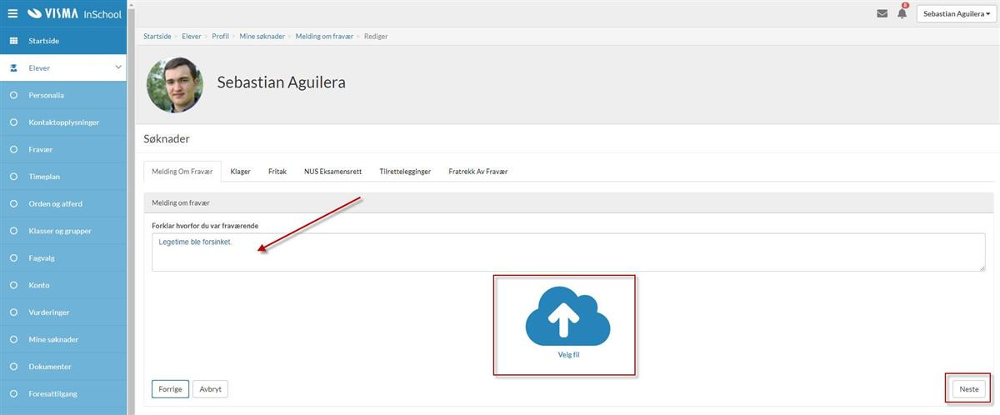 VISMA InSchool
8
Sebastian Aguilera
Startside
Elever
Personalia
Kontaktopplysninger
Fravær
Timeplan
Orden og atferd
Klasser og grupper
Fagvalg
Konto
Vurderinger
Mine søknader
Dokumenter
Foresattilgang
Startside > Elever > Profil > Mine søknader > Melding om fravær > Rediger
Sebastian Aguilera
Søknader
Melding Om Fravær Klager Fritak NUS Eksamensrett Tilrettelegginger Fratrekk Av Fravær
Melding om fravær
Forklar hvorfor du var fraværende
Legetime ble forsinket.
Velg fil
Forrige Avbryt Neste